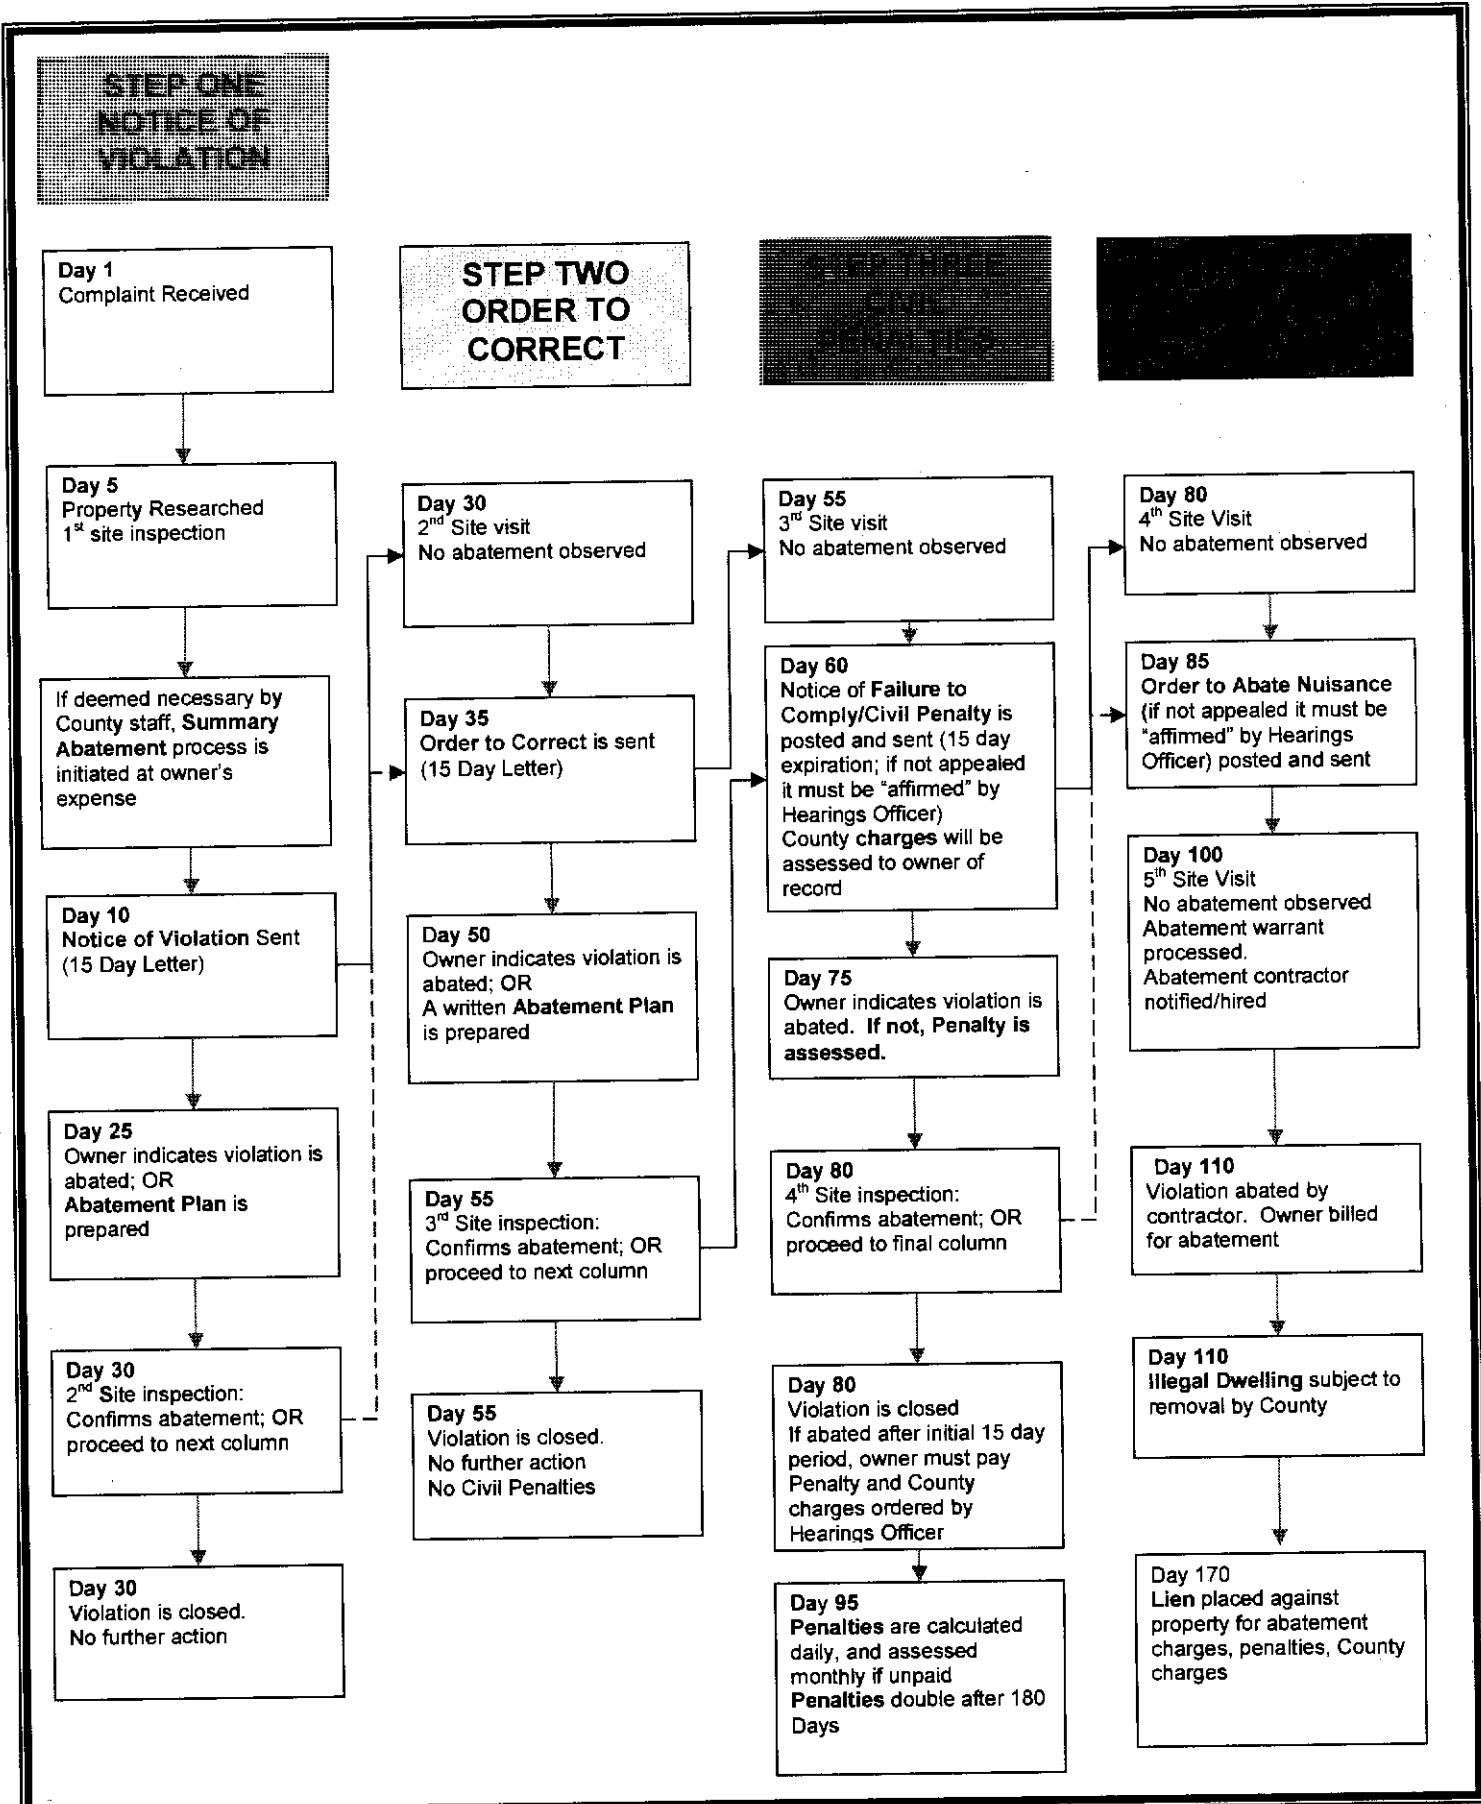 STEP ONE
NOTICE OF
VIOLATION
Day 1
Complaint Received
Day 5
Property Researched
1st site inspection
If deemed necessary by
County staff, Summary
Abatement process is
initiated at owner's
expense
Day 10
Notice of Violation Sent
(15 Day Letter)
Day 25
Owner indicates violation is
abated; OR
Abatement Plan is
prepared
Day 30
2nd Site inspection:
Confirms abatement; OR
proceed to next column
Day 30
Violation is closed.
No further action
STEP TWO
ORDER TO
CORRECT
Day 30
2nd Site visit
No abatement observed
Day 35
Order to Correct is sent
(15 Day Letter)
Day 50
Owner indicates violation is
abated; OR
A written Abatement Plan
is prepared
Day 55
3rd Site inspection:
Confirms abatement; OR
proceed to next column
Day 55
Violation is closed.
No further action
No Civil Penalties
STEP THREE
CIVIL
PENALTIES
Day 55
3rd Site visit
No abatement observed
Day 60
Notice of Failure to
Comply/Civil Penalty is
posted and sent (15 day
expiration; if not appealed
it must be "affirmed" by
Hearings Officer)
County charges will be
assessed to owner of
record
Day 75
Owner indicates violation is
abated. If not, Penalty is
assessed.
Day 80
4th Site inspection:
Confirms abatement; OR
proceed to final column
Day 80
Violation is closed
If abated after initial 15 day
period, owner must pay
Penalty and County
charges ordered by
Hearings Officer
Day 95
Penalties are calculated
daily, and assessed
monthly if unpaid
Penalties double after 180
Days
Day 80
4th Site Visit
No abatement observed
Day 85
Order to Abate Nuisance
(if not appealed it must be
"affirmed" by Hearings
Officer) posted and sent
Day 100
5th Site Visit
No abatement observed
Abatement warrant
processed.
Abatement contractor
notified/hired
Day 110
Violation abated by
contractor. Owner billed
for abatement
Day 110
Illegal Dwelling subject to
removal by County
Day 170
Lien placed against
property for abatement
charges, penalties, County
charges